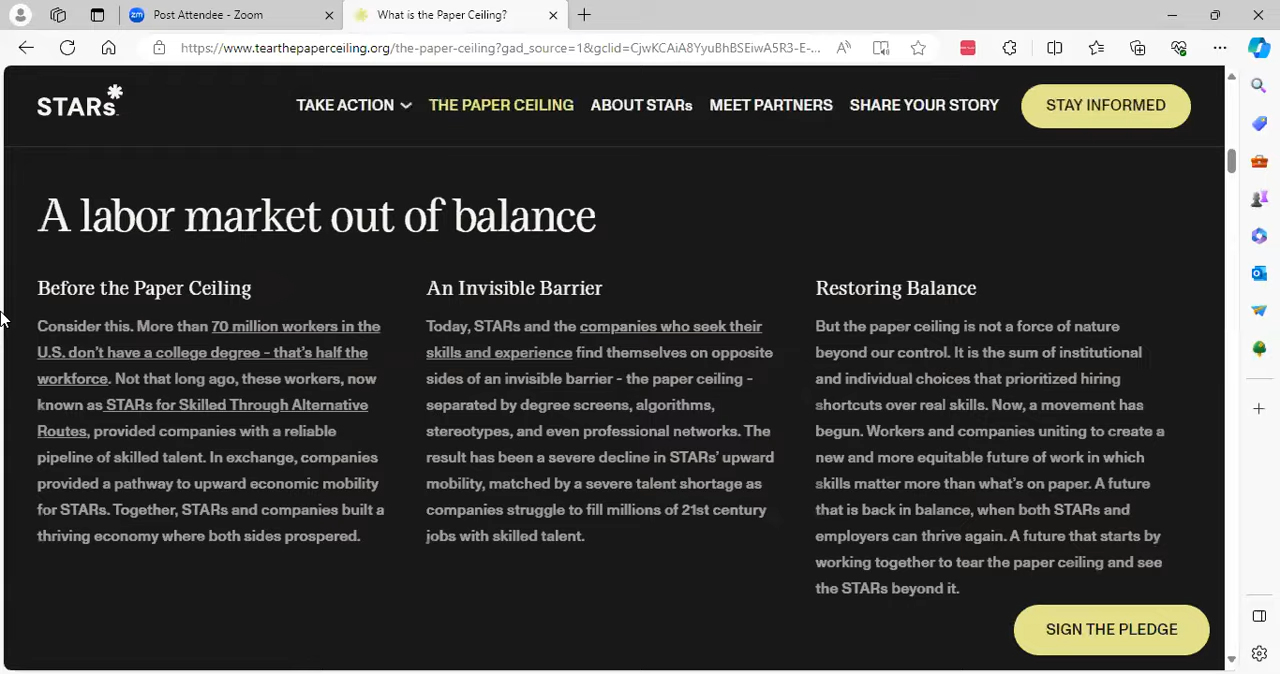 Post Attendee - Zoom
What is the Paper Ceiling?
https://www.tearthepaperceiling.org/the-paper-ceiling?gad_source=1&gclid=CjwKCAiA8YyuBhBSEiwA5R3-E-...
STARs
TAKE ACTION
THE PAPER CEILING
ABOUT STARs
MEET PARTNERS
SHARE YOUR STORY
STAY INFORMED
A labor market out of balance
Before the Paper Ceiling
Consider this. More than 70 million workers in the
U.S. don't have a college degree - that's half the
workforce. Not that long ago, these workers, now
known as STARs for Skilled Through Alternative
Routes, provided companies with a reliable
pipeline of skilled talent. In exchange, companies
provided a pathway to upward economic mobility
for STARs. Together, STARs and companies built a
thriving economy where both sides prospered.
An Invisible Barrier
Today, STARs and the companies who seek their
skills and experience find themselves on opposite
sides of an invisible barrier - the paper ceiling -
separated by degree screens, algorithms,
stereotypes, and even professional networks. The
result has been a severe decline in STARs' upward
mobility, matched by a severe talent shortage as
companies struggle to fill millions of 21st century
jobs with skilled talent.
Restoring Balance
But the paper ceiling is not a force of nature
beyond our control. It is the sum of institutional
and individual choices that prioritized hiring
shortcuts over real skills. Now, a movement has
begun. Workers and companies uniting to create a
new and more equitable future of work in which
skills matter more than what's on paper. A future
that is back in balance, when both STARs and
employers can thrive again. A future that starts by
working together to tear the paper ceiling and see
the STARs beyond it.
SIGN THE PLEDGE